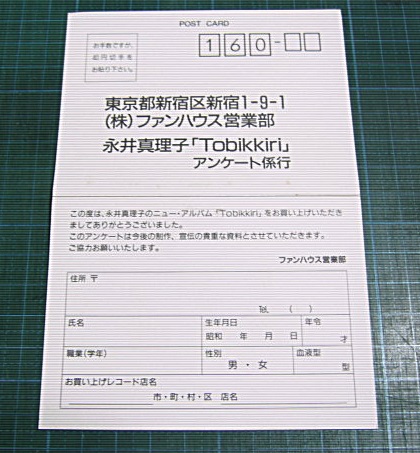 POST CARD
お手数ですが、
40円切手を
お貼り下さい。
160-
東京都新宿区新宿1-9-1
(株)ファンハウス営業部
永井真理子「Tobikkiri」
アンケート係行
この度は、永井真理子のニュー・アルバム「Tobikkiri」をお買い上げいただき
ましてありがとうございました。
このアンケートは今後の制作、宣伝の貴重な資料とさせていただきます。
ご協力お願いします。
ファンハウス営業部
住所 〒
TEL ( )
氏名 生年月日 年令
昭和 年 月 日 才
職業(学年) 性別 血液型
男・女 型
お買い上げレコード店名
市・町・村・区 店名